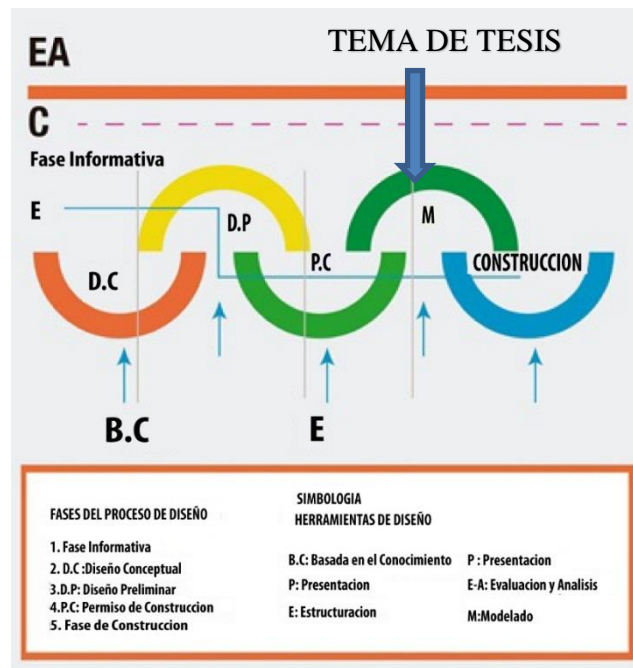 EA
TEMA DE TESIS
C
Fase Informativa
E
D.P
M
D.C
P.C
CONSTRUCCION
B.C
E
FASES DEL PROCESO DE DISEÑO
1. Fase Informativa
2. D.C :Diseño Conceptual
3.D.P: Diseño Preliminar
4.P.C: Permiso de Construccion
5. Fase de Construccion
SIMBOLOGIA
HERRAMIENTAS DE DISEÑO
B.C: Basada en el Conocimiento
P: Presentacion
E: Estructuracion
P : Presentacion
E-A: Evaluacion y Analisis
M:Modelado